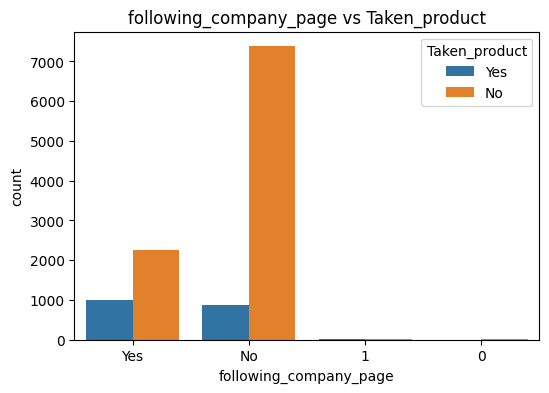 following_company_page vs Taken_product
Taken_product
Yes
No
7000
6000
5000
4000
3000
2000
1000
0
count
Yes No 1 0
following_company_page